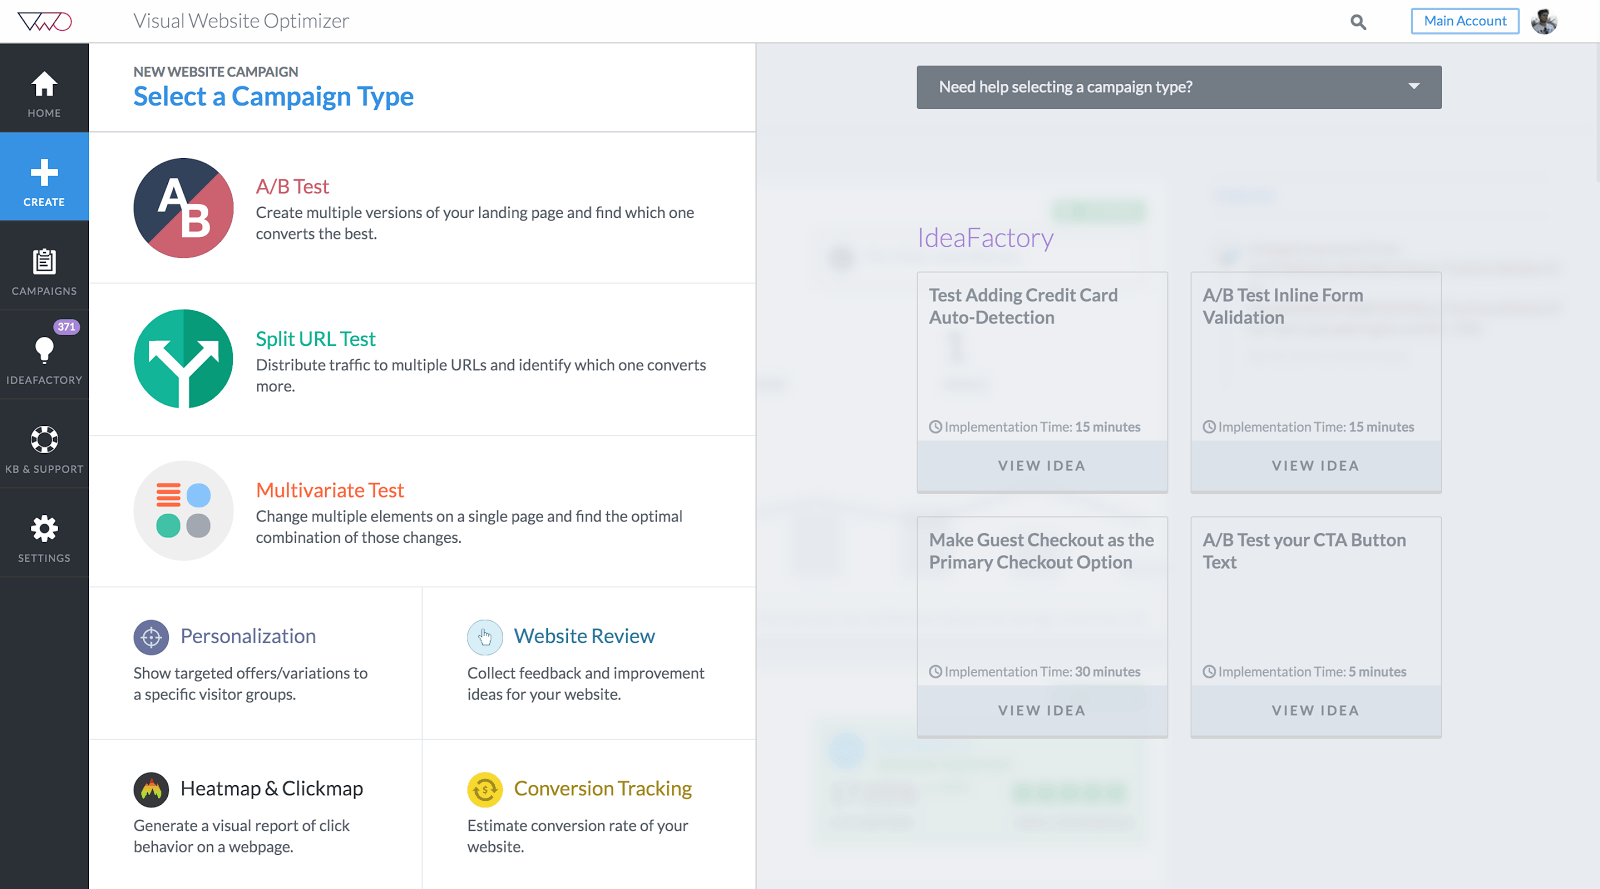 VWO
Visual Website Optimizer
Main Account
HOME
CREATE
CAMPAIGNS
371
IDEAFACTORY
KB & SUPPORT
SETTINGS
NEW WEBSITE CAMPAIGN
Select a Campaign Type
A B
A/B Test
Create multiple versions of your landing page and find which one
converts the best.
Split URL Test
Distribute traffic to multiple URLs and identify which one converts
more.
Multivariate Test
Change multiple elements on a single page and find the optimal
combination of those changes.
Personalization
Show targeted offers/variations to
a specific visitor groups.
Website Review
Collect feedback and improvement
ideas for your website.
Heatmap & Clickmap
Generate a visual report of click
behavior on a webpage.
$
Conversion Tracking
Estimate conversion rate of your
website.
Need help selecting a campaign type?
IdeaFactory
Test Adding Credit Card
Auto-Detection
Implementation Time: 15 minutes
VIEW IDEA
A/B Test Inline Form
Validation
Implementation Time: 15 minutes
VIEW IDEA
Make Guest Checkout as the
Primary Checkout Option
Implementation Time: 30 minutes
VIEW IDEA
A/B Test your CTA Button
Text
Implementation Time: 5 minutes
VIEW IDEA